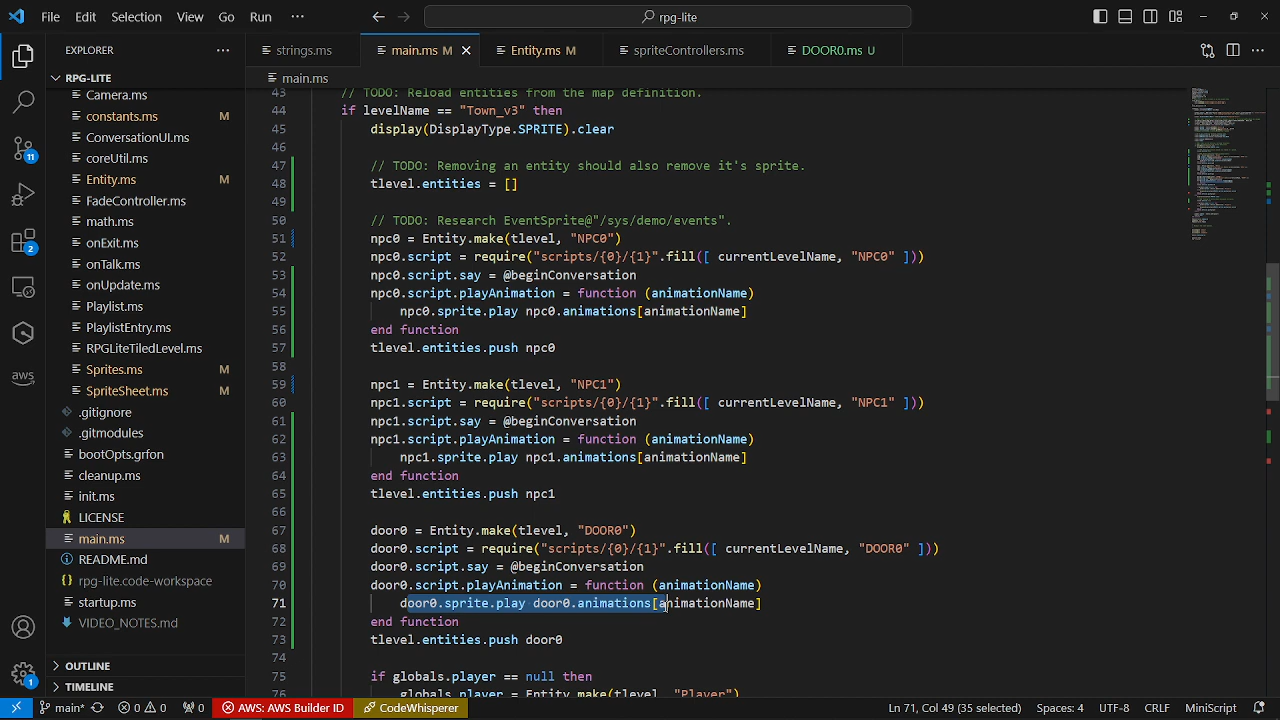 File Edit Selection View Go Run ··· rpg-lite
EXPLORER ···
RPG-LITE
Camera.ms
constants.ms M
ConversationUI.ms
coreUtil.ms
Entity.ms M
FadeController.ms
math.ms
onExit.ms
onTalk.ms
onUpdate.ms
Playlist.ms
PlaylistEntry.ms
RPGLiteTiledLevel.ms
Sprites.ms M
SpriteSheet.ms M
.gitignore
.gitmodules
bootOpts.grfon
cleanup.ms
init.ms
LICENSE
main.ms M
README.md
rpg-lite.code-workspace
startup.ms
VIDEO_NOTES.md
OUTLINE
TIMELINE
11
2
aws
1
strings.ms main.ms M Entity.ms M spriteControllers.ms DOOR0.ms U
main.ms
43 // TODO: Reload entities from the map definition.
44 if levelName == "Town_v3" then
45 display(DisplayType.SPRITE).clear
46
47 // TODO: Removing an entity should also remove it's sprite.
48 tlevel.entities = []
49
50 // TODO: Research EventSprite@"/sys/demo/events".
51 npc0 = Entity.make(tlevel, "NPC0")
52 npc0.script = require("scripts/{0}/{1}".fill([ currentLevelName, "NPC0" ]))
53 npc0.script.say = @beginConversation
54 npc0.script.playAnimation = function (animationName)
55 npc0.sprite.play npc0.animations[animationName]
56 end function
57 tlevel.entities.push npc0
58
59 npc1 = Entity.make(tlevel, "NPC1")
60 npc1.script = require("scripts/{0}/{1}".fill([ currentLevelName, "NPC1" ]))
61 npc1.script.say = @beginConversation
62 npc1.script.playAnimation = function (animationName)
63 npc1.sprite.play npc1.animations[animationName]
64 end function
65 tlevel.entities.push npc1
66
67 door0 = Entity.make(tlevel, "DOOR0")
68 door0.script = require("scripts/{0}/{1}".fill([ currentLevelName, "DOOR0" ]))
69 door0.script.say = @beginConversation
70 door0.script.playAnimation = function (animationName)
71 door0.sprite.play door0.animations[animationName]
72 end function
73 tlevel.entities.push door0
74
75 if globals.player == null then
76 globals.player = Entity.make(tlevel, "Player")
main* 0 0 0 AWS: AWS Builder ID CodeWhisperer Ln 71, Col 49 (35 selected) Spaces: 4 UTF-8 CRLF MiniScript